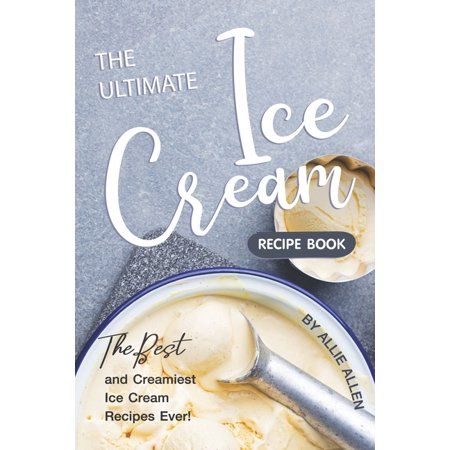 THE
ULTIMATE
Ice
Cream
RECIPE BOOK
The Best
and Creamiest
Ice Cream
Recipes Ever!
BY ALLIE ALLEN